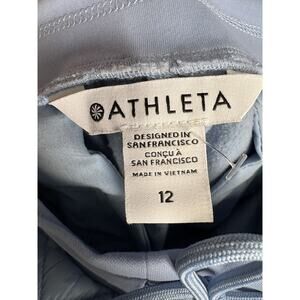 ATHLETA
DESIGNED IN
SAN FRANCISCO
CONÇU À
SAN FRANCISCO
MADE IN VIETNAM
12